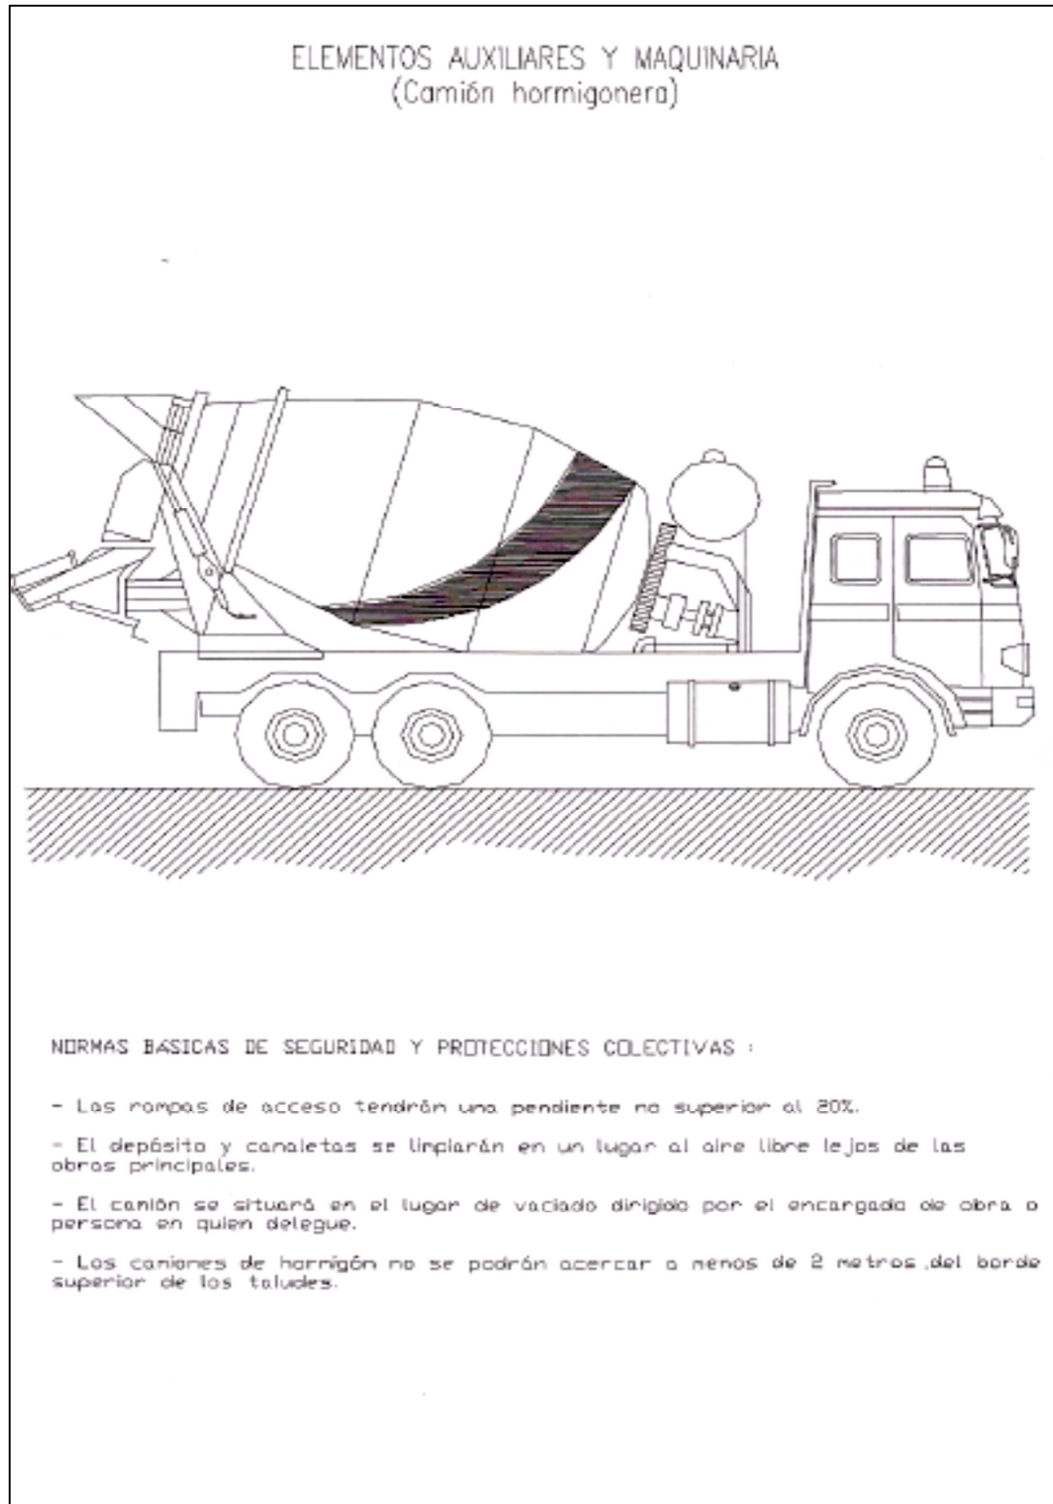 ELEMENTOS AUXILIARES Y MAQUINARIA
(Camión hormigonera)
NORMAS BASICAS DE SEGURIDAD Y PROTECCIONES COLECTIVAS :
- Las rampas de acceso tendrán una pendiente no superior al 20%.
- El depósito y canaletas se limpiarán en un lugar al aire libre lejos de las
obras principales.
- El camión se situará en el lugar de vaciado dirigido por el encargado de obra o
persona en quien delegue.
- Los camiones de hormigón no se podrán acercar a menos de 2 metros del borde
superior de los taludes.